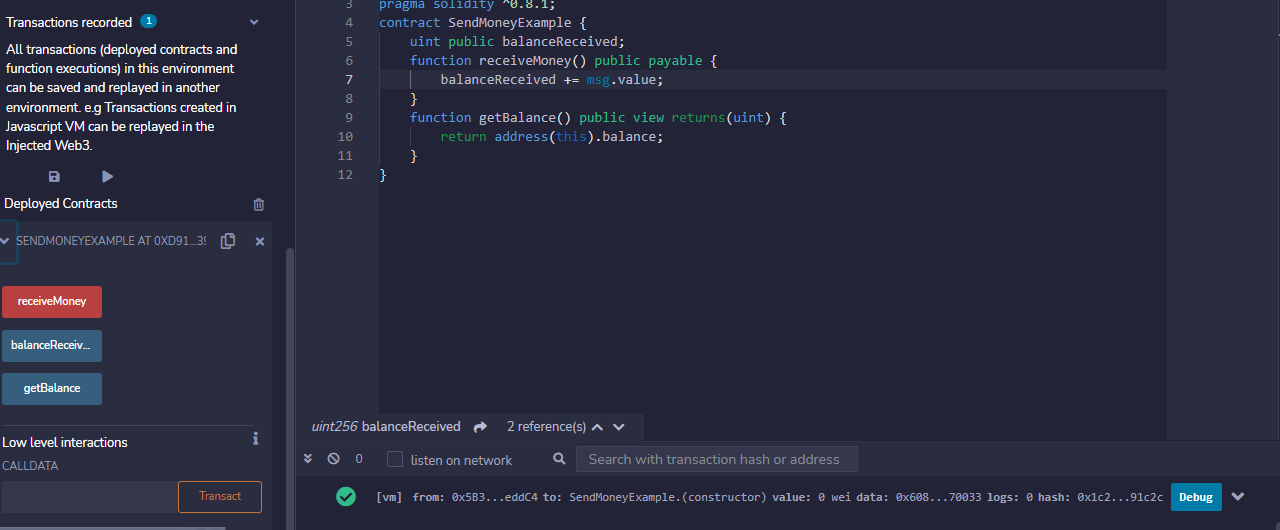 Transactions recorded 1
All transactions (deployed contracts and
function executions) in this environment
can be saved and replayed in another
environment. e.g Transactions created in
Javascript VM can be replayed in the
Injected Web3.
Deployed Contracts
SENDMONEYEXAMPLE AT 0XD91...39
receiveMoney
balanceReceiv...
getBalance
Low level interactions
i
CALLDATA
Transact
3 pragma solidity ^0.8.1;
4 contract SendMoneyExample {
5 uint public balanceReceived;
6 function receiveMoney() public payable {
7 balanceReceived += msg.value;
8 }
9 function getBalance() public view returns(uint) {
10 return address(this).balance;
11 }
12 }
uint256 balanceReceived 2 reference(s)
0 listen on network Search with transaction hash or address
[vm] from: 0x5B3...eddC4 to: SendMoneyExample.(constructor) value: 0 wei data: 0x608...70033 logs: 0 hash: 0x1c2...91c2c Debug